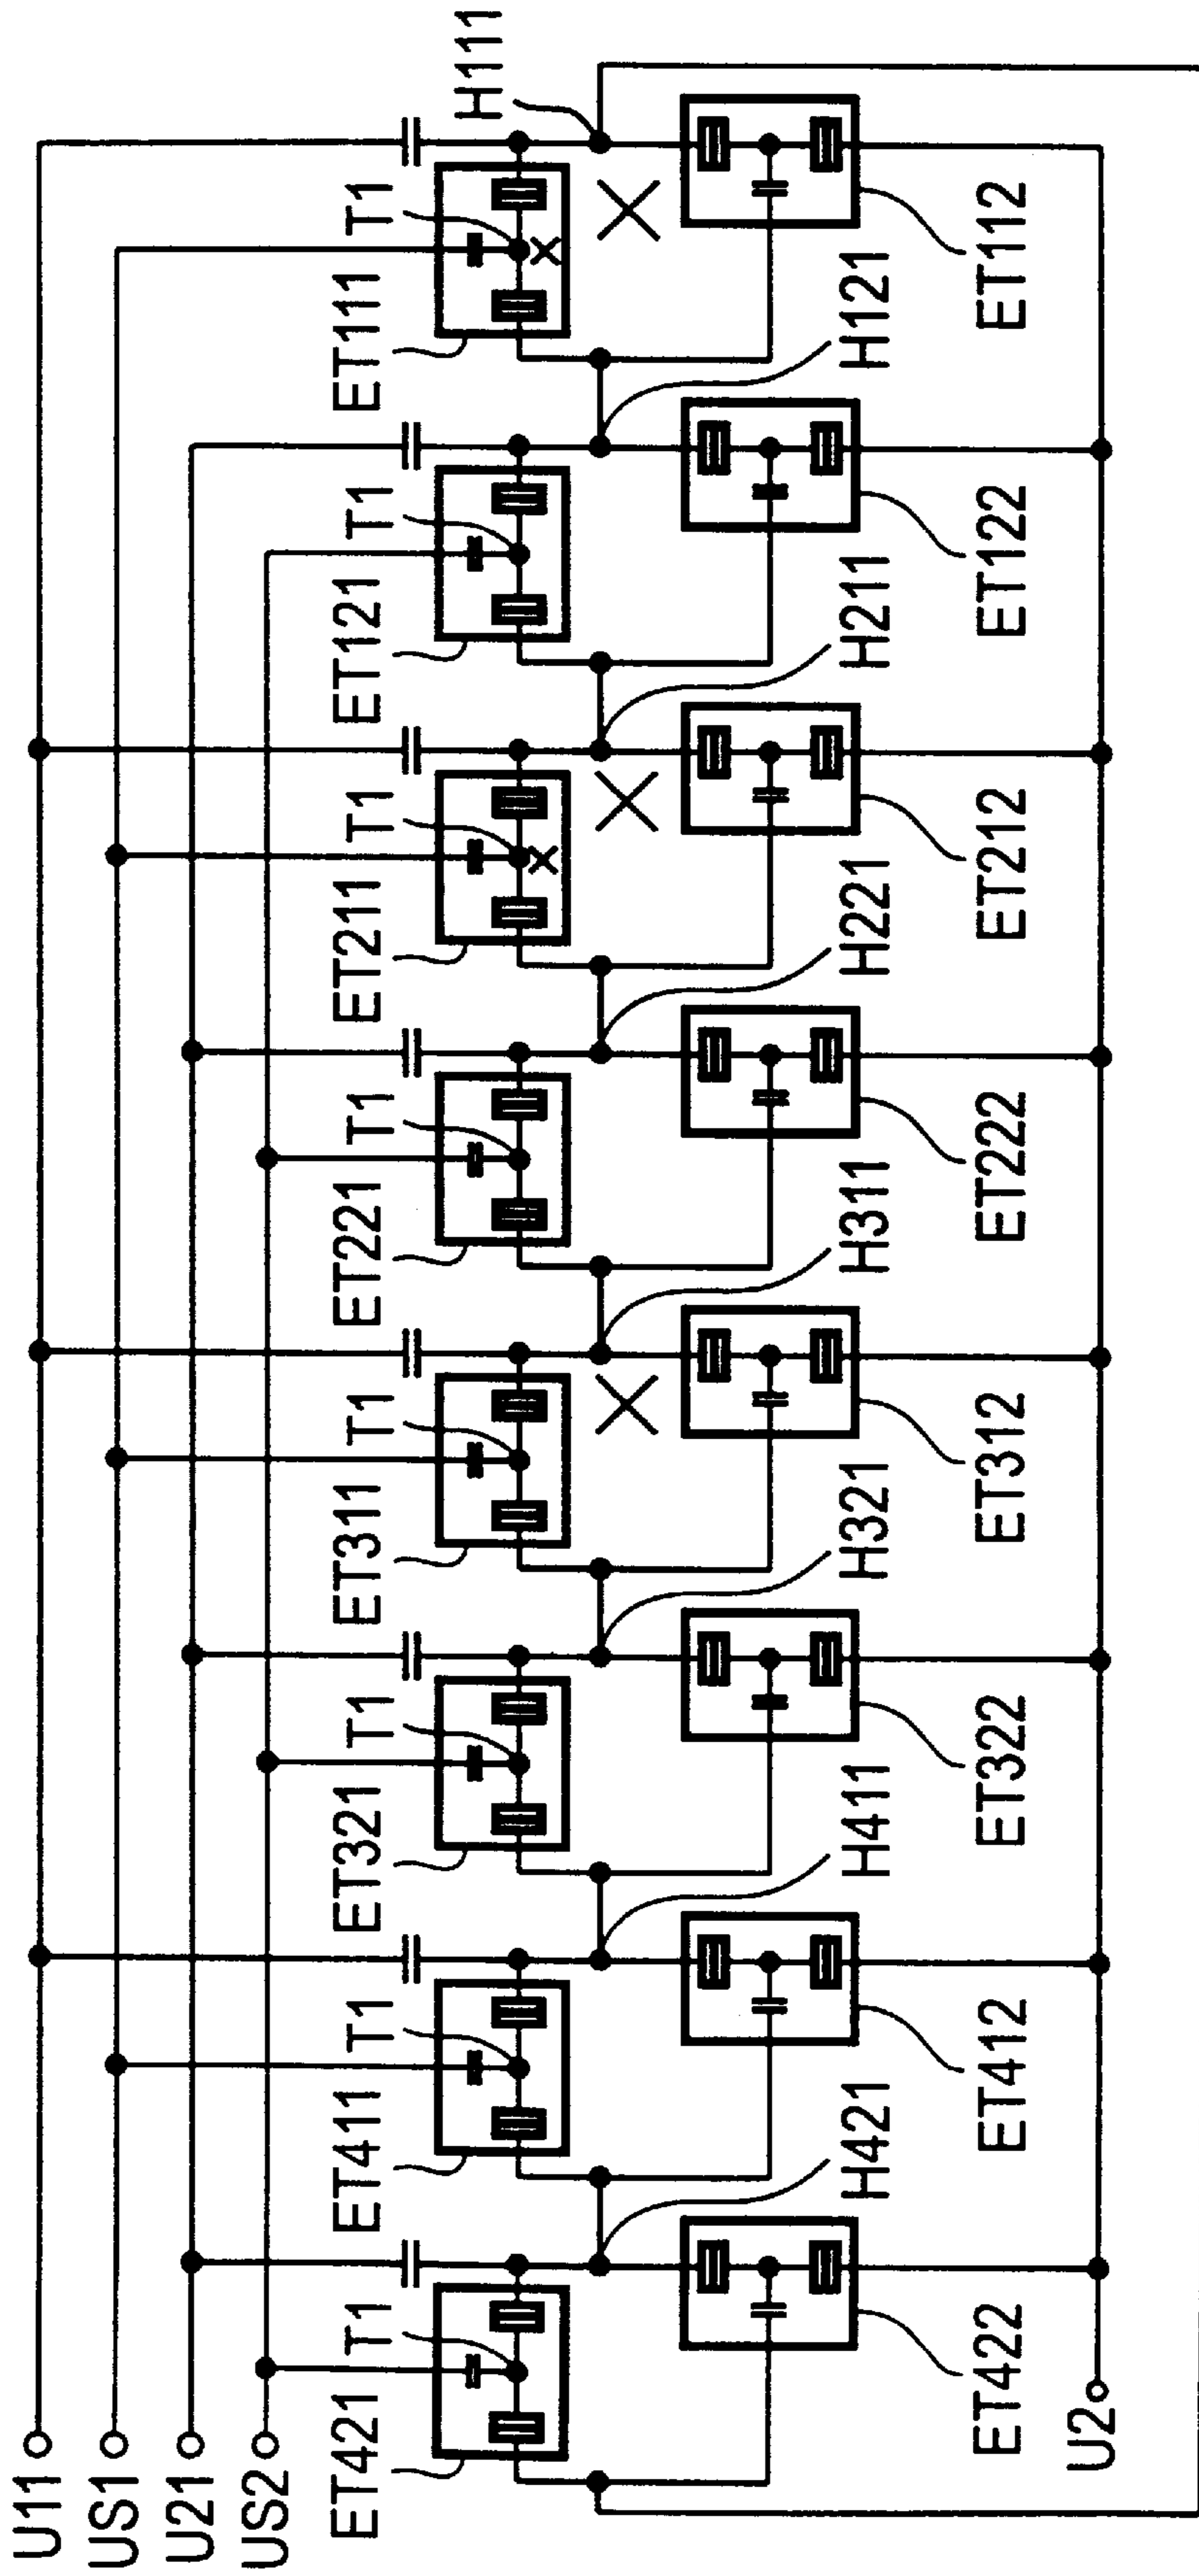 U11
US1
U21
US2
ET421
T1
ET411
T1
ET321
T1
ET311
T1
ET221
T1
ET211
T1
ET121
T1
ET111
T1
H111
H421
H411
H321
H311
H221
H211
H121
U2
ET422
ET412
ET322
ET312
ET222
ET212
ET122
ET112